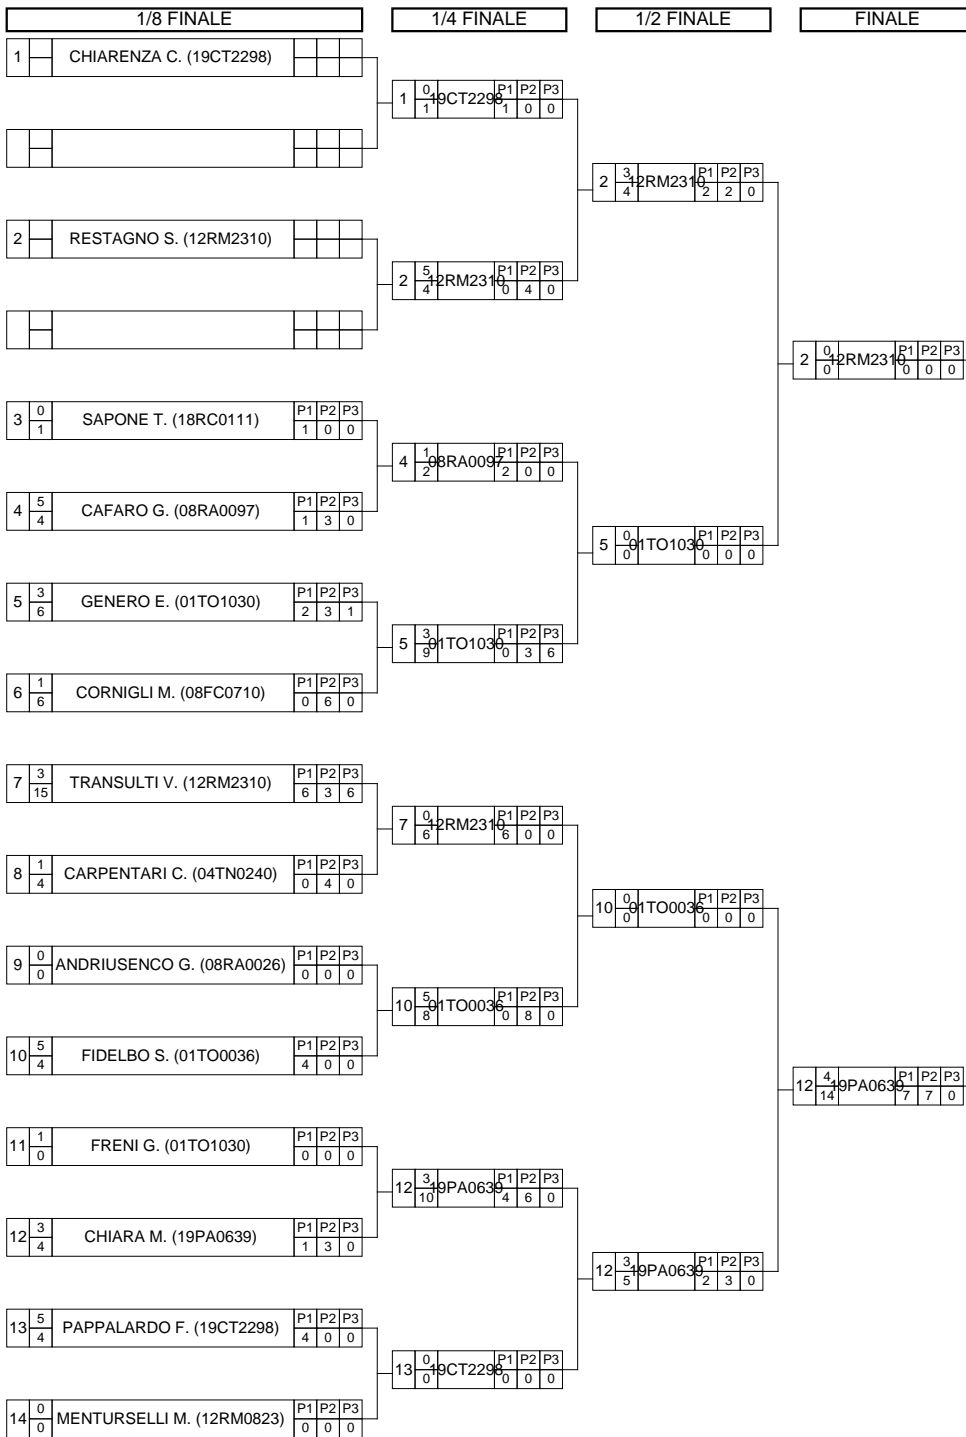 1/8 FINALE 1/4 FINALE 1/2 FINALE FINALE
1 CHIARENZA C. (19CT2298)
1 0 1 19CT2298 P1 P2 P3 1 0 0
2 3 4 12RM2310 P1 P2 P3 2 2 0
2 RESTAGNO S. (12RM2310)
2 5 4 12RM2310 P1 P2 P3 0 4 0
2 0 0 12RM2310 P1 P2 P3 0 0 0
3 0 1 SAPONE T. (18RC0111) P1 P2 P3 1 0 0
4 1 2 08RA0097 P1 P2 P3 2 0 0
4 5 4 CAFARO G. (08RA0097) P1 P2 P3 1 3 0
5 0 0 01TO1030 P1 P2 P3 0 0 0
5 3 6 GENERO E. (01TO1030) P1 P2 P3 2 3 1
5 3 9 01TO1030 P1 P2 P3 0 3 6
6 1 6 CORNIGLI M. (08FC0710) P1 P2 P3 0 6 0
7 3 15 TRANSULTI V. (12RM2310) P1 P2 P3 6 3 6
7 0 6 12RM2310 P1 P2 P3 6 0 0
8 1 4 CARPENTARI C. (04TN0240) P1 P2 P3 0 4 0
10 0 0 01TO0036 P1 P2 P3 0 0 0
9 0 0 ANDRIUSENCO G. (08RA0026) P1 P2 P3 0 0 0
10 5 8 01TO0036 P1 P2 P3 0 8 0
10 5 4 FIDELBO S. (01TO0036) P1 P2 P3 4 0 0
12 4 14 19PA0639 P1 P2 P3 7 7 0
11 1 0 FRENI G. (01TO1030) P1 P2 P3 0 0 0
12 3 10 19PA0639 P1 P2 P3 4 6 0
12 3 4 CHIARA M. (19PA0639) P1 P2 P3 1 3 0
12 3 5 19PA0639 P1 P2 P3 2 3 0
13 5 4 PAPPALARDO F. (19CT2298) P1 P2 P3 4 0 0
13 0 0 19CT2298 P1 P2 P3 0 0 0
14 0 0 MENTURSELLI M. (12RM0823) P1 P2 P3 0 0 0